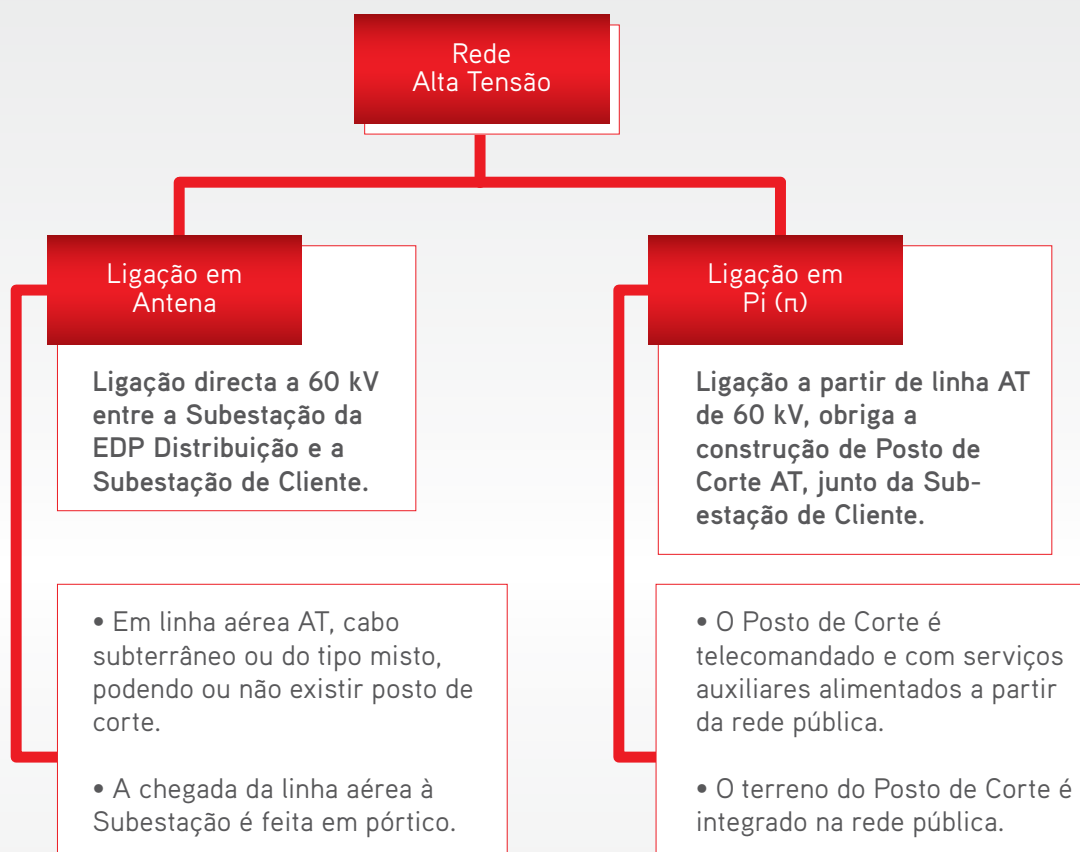 Rede
Alta Tensão
Ligação em
Antena
Ligação directa a 60 kV
entre a Subestação da
EDP Distribuição e a
Subestação de Cliente.
• Em linha aérea AT, cabo
subterrâneo ou do tipo misto,
podendo ou não existir posto de
corte.
• A chegada da linha aérea à
Subestação é feita em pórtico.
Ligação em
Pi (π)
Ligação a partir de linha AT
de 60 kV, obriga a
construção de Posto de
Corte AT, junto da Sub-
estação de Cliente.
• O Posto de Corte é
telecomandado e com serviços
auxiliares alimentados a partir
da rede pública.
• O terreno do Posto de Corte é
integrado na rede pública.